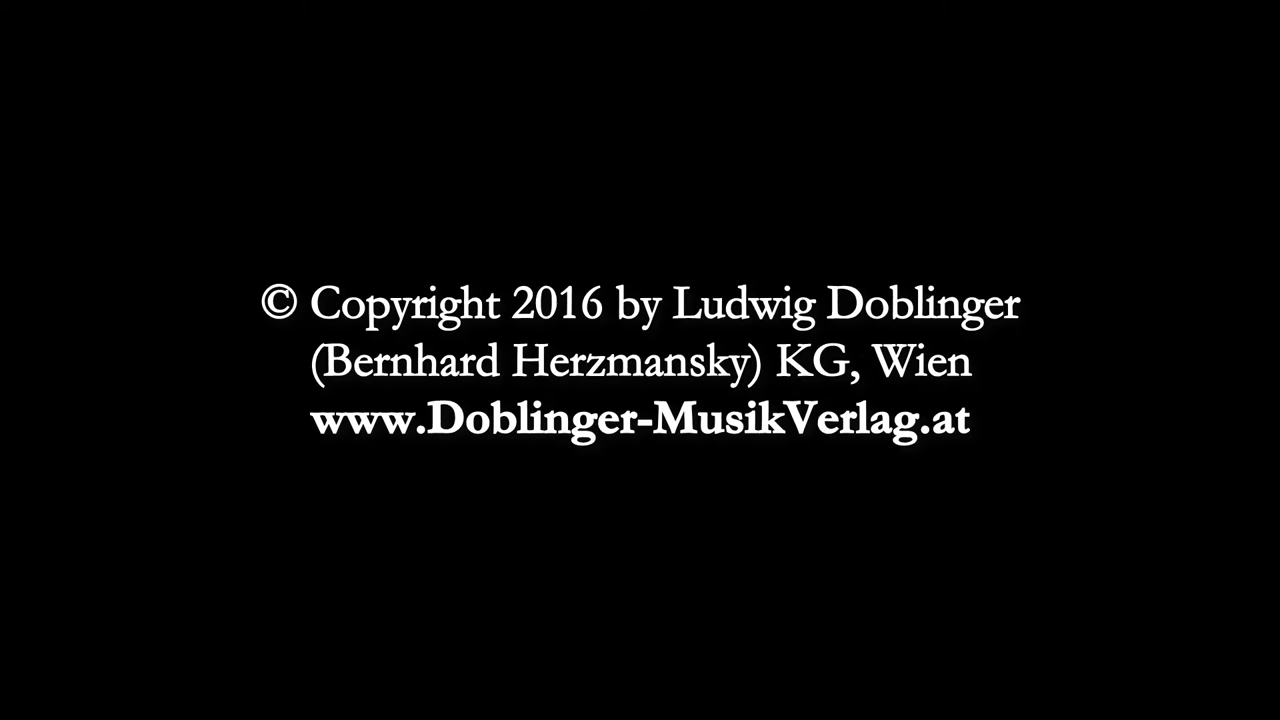 © Copyright 2016 by Ludwig Doblinger
(Bernhard Herzmansky) KG, Wien
www.Doblinger-MusikVerlag.at